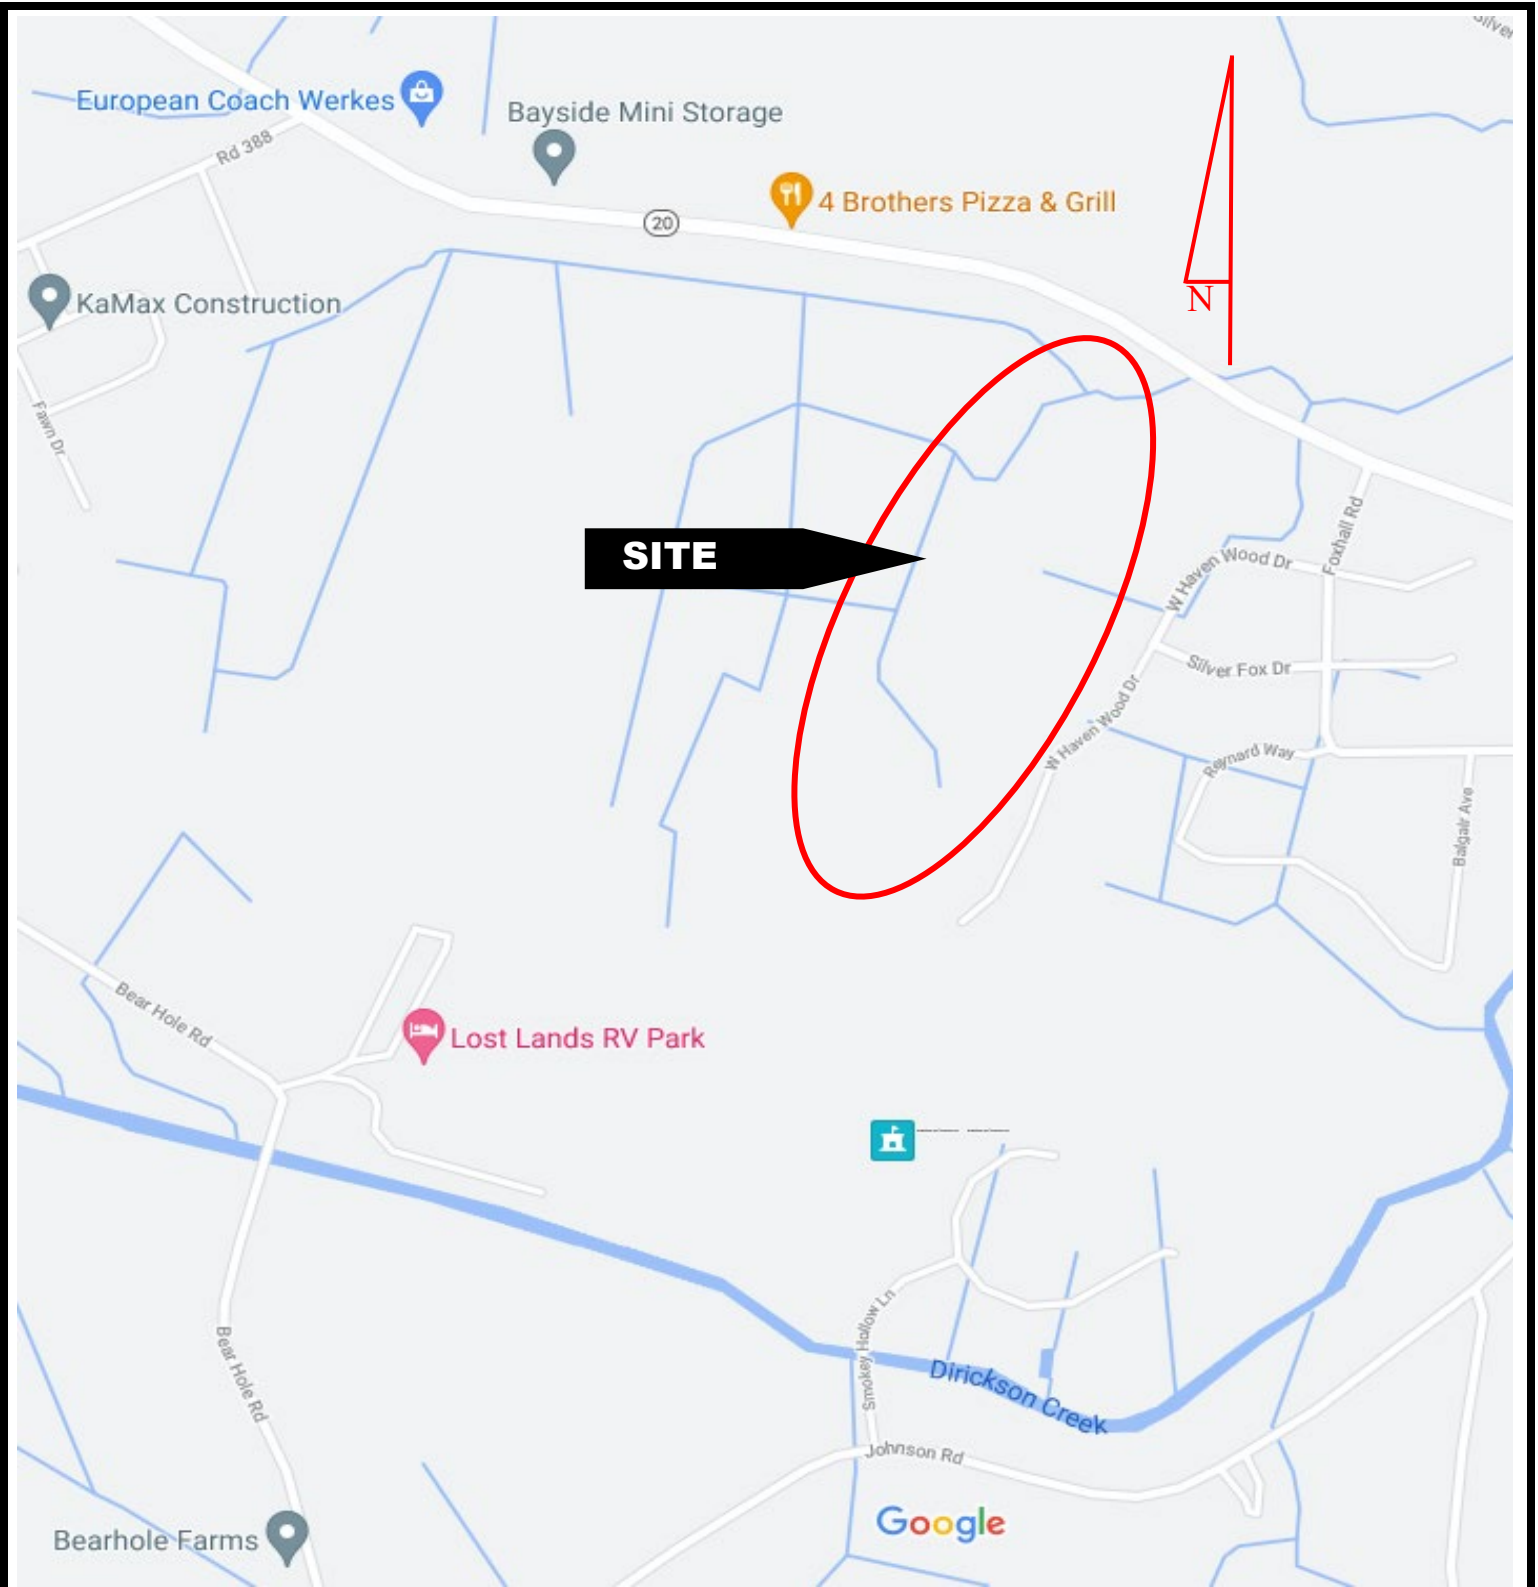 Silver
European Coach Werkes
Bayside Mini Storage
Rd 388
4 Brothers Pizza & Grill
20
N
KaMax Construction
Fawn Dr
SITE
Foxhall Rd
W Haven Wood Dr
Silver Fox Dr
W Haven Wood Dr
Reynard Way
Balgair Ave
Bear Hole Rd
Lost Lands RV Park
Smokey Hollow Ln
Bear Hole Rd
Dirickson Creek
Johnson Rd
Google
Bearhole Farms